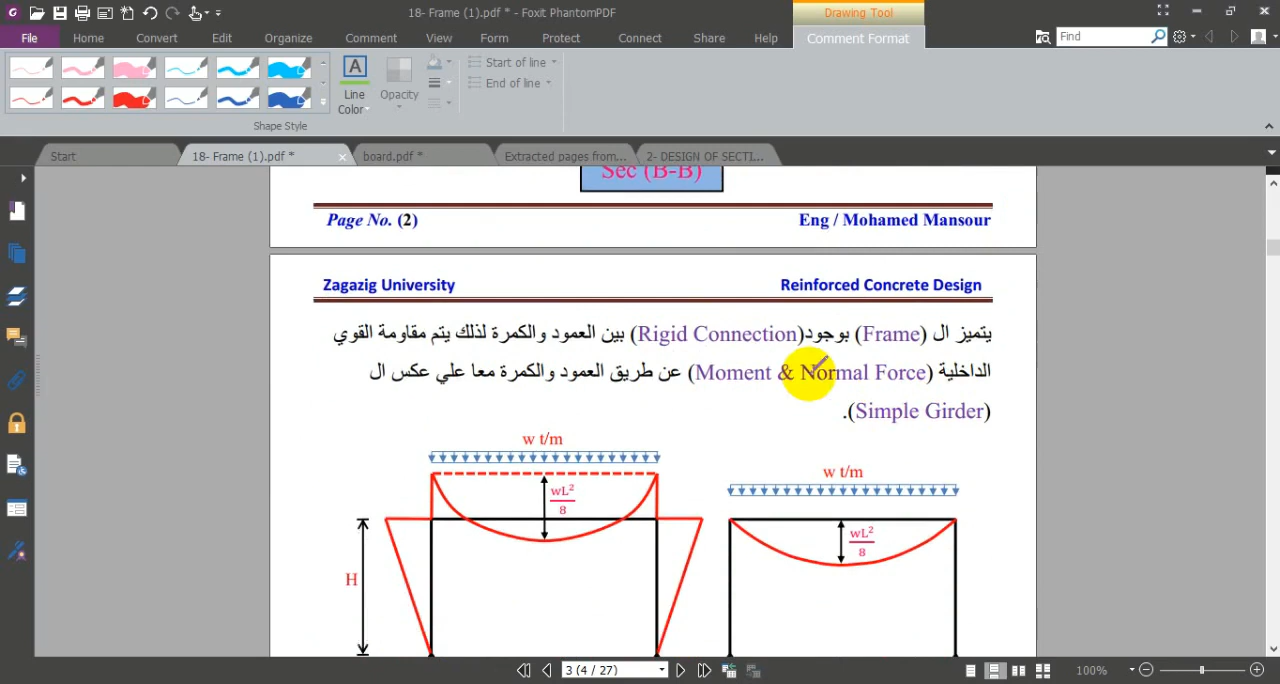 18- Frame (1).pdf * - Foxit PhantomPDF
Drawing Tool
File Home Convert Edit Organize Comment View Form Protect Connect Share Help Comment Format
Find
Line Color
Opacity
Start of line
End of line
Shape Style
Start
18- Frame (1).pdf *
board.pdf *
Extracted pages from...
2- DESIGN OF SECTI...
Sec (B-B)
Page No. (2) Eng / Mohamed Mansour
Zagazig University Reinforced Concrete Design
يتميز ال (Frame) بوجود(Rigid Connection) بين العمود والكمرة لذلك يتم مقاومة القوي
الداخلية (Moment & Normal Force) عن طريق العمود والكمرة معا علي عكس ال
(Simple Girder).
w t/m
wL²
8
H
w t/m
wL²
8
3 (4 / 27)
100%